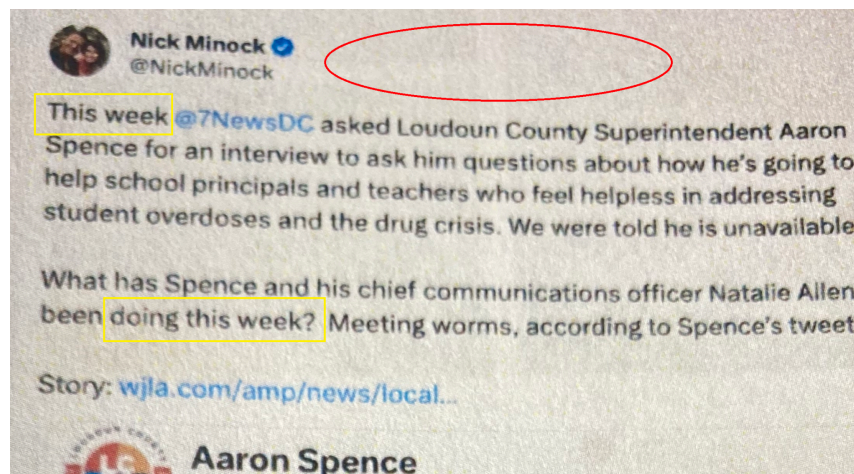 Nick Minock
@NickMinock
This week @7NewsDC asked Loudoun County Superintendent Aaron
Spence for an interview to ask him questions about how he's going to
help school principals and teachers who feel helpless in addressing
student overdoses and the drug crisis. We were told he is unavailable
What has Spence and his chief communications officer Natalie Allen
been doing this week? Meeting worms, according to Spence's tweet
Story: wjla.com/amp/news/local...
LOUDOUN COUNTY
LC
Aaron Spence